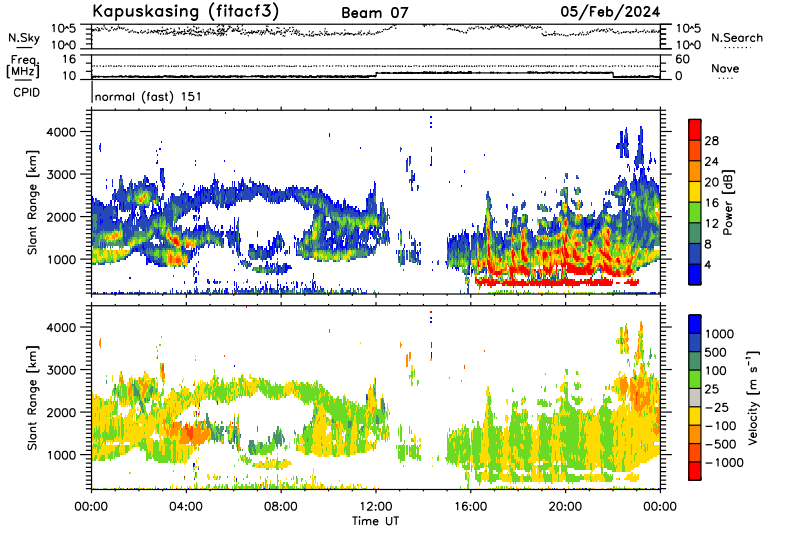 Kapuskasing (fitacf3) Beam 07 05/Feb/2024
N.Sky 10^5 10^0 10^5 10^0 N.Search
Freq. [MHz] 16 10 60 0 Nave
CPID normal (fast) 151
Slant Range [km] 4000 3000 2000 1000
Power [dB] 28 24 20 16 12 8 4
Slant Range [km] 4000 3000 2000 1000
Velocity [m s⁻¹] 1000 500 100 25 −25 −100 −500 −1000
00:00 04:00 08:00 12:00 16:00 20:00 00:00
Time UT